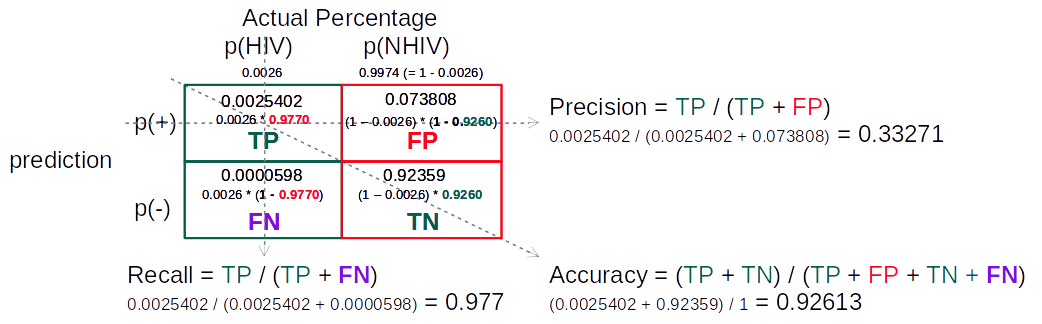 Actual Percentage
p(HIV) p(NHIV)
0.0026 0.9974 (= 1 - 0.0026)
0.0025402 0.073808
p(+) 0.0026 * 0.9770 (1 – 0.0026) * (1 - 0.9260)
TP FP
Precision = TP / (TP + FP)
0.0025402 / (0.0025402 + 0.073808) = 0.33271
prediction
0.0000598 0.92359
0.0026 * (1 - 0.9770) (1 – 0.0026) * 0.9260
p(-)
FN TN
Recall = TP / (TP + FN)
0.0025402 / (0.0025402 + 0.0000598) = 0.977
Accuracy = (TP + TN) / (TP + FP + TN + FN)
(0.0025402 + 0.92359) / 1 = 0.92613